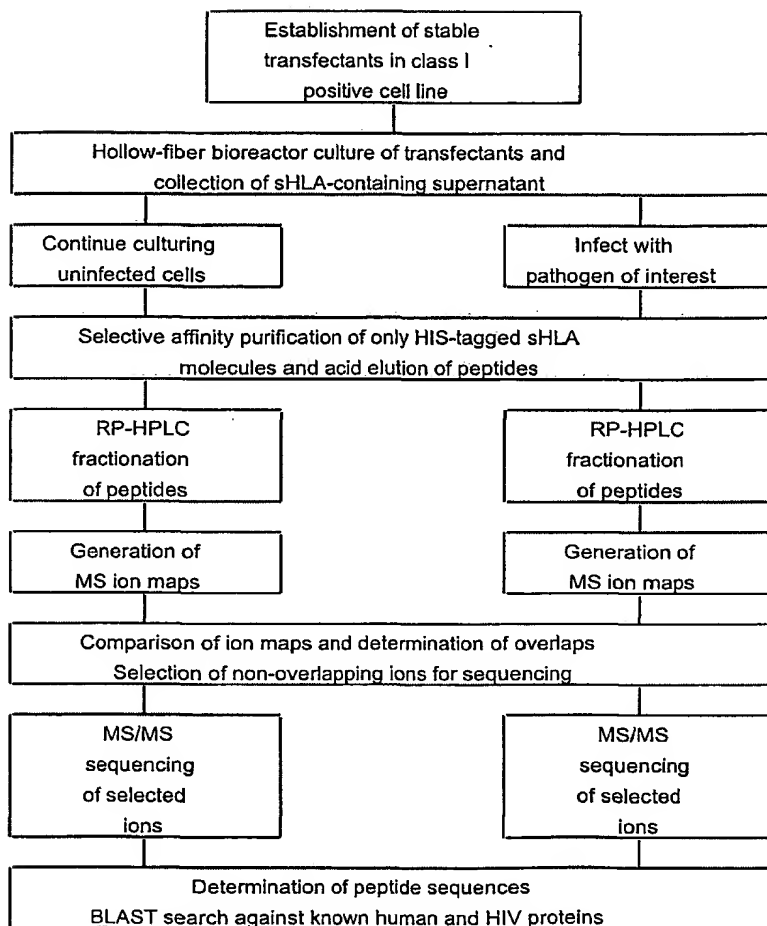 Establishment of stable
transfectants in class I
positive cell line
Hollow-fiber bioreactor culture of transfectants and
collection of sHLA-containing supernatant
Continue culturing
uninfected cells
Infect with
pathogen of interest
Selective affinity purification of only HIS-tagged sHLA
molecules and acid elution of peptides
RP-HPLC
fractionation
of peptides
RP-HPLC
fractionation
of peptides
Generation of
MS ion maps
Generation of
MS ion maps
Comparison of ion maps and determination of overlaps
Selection of non-overlapping ions for sequencing
MS/MS
sequencing
of selected
ions
MS/MS
sequencing
of selected
ions
Determination of peptide sequences
BLAST search against known human and HIV proteins